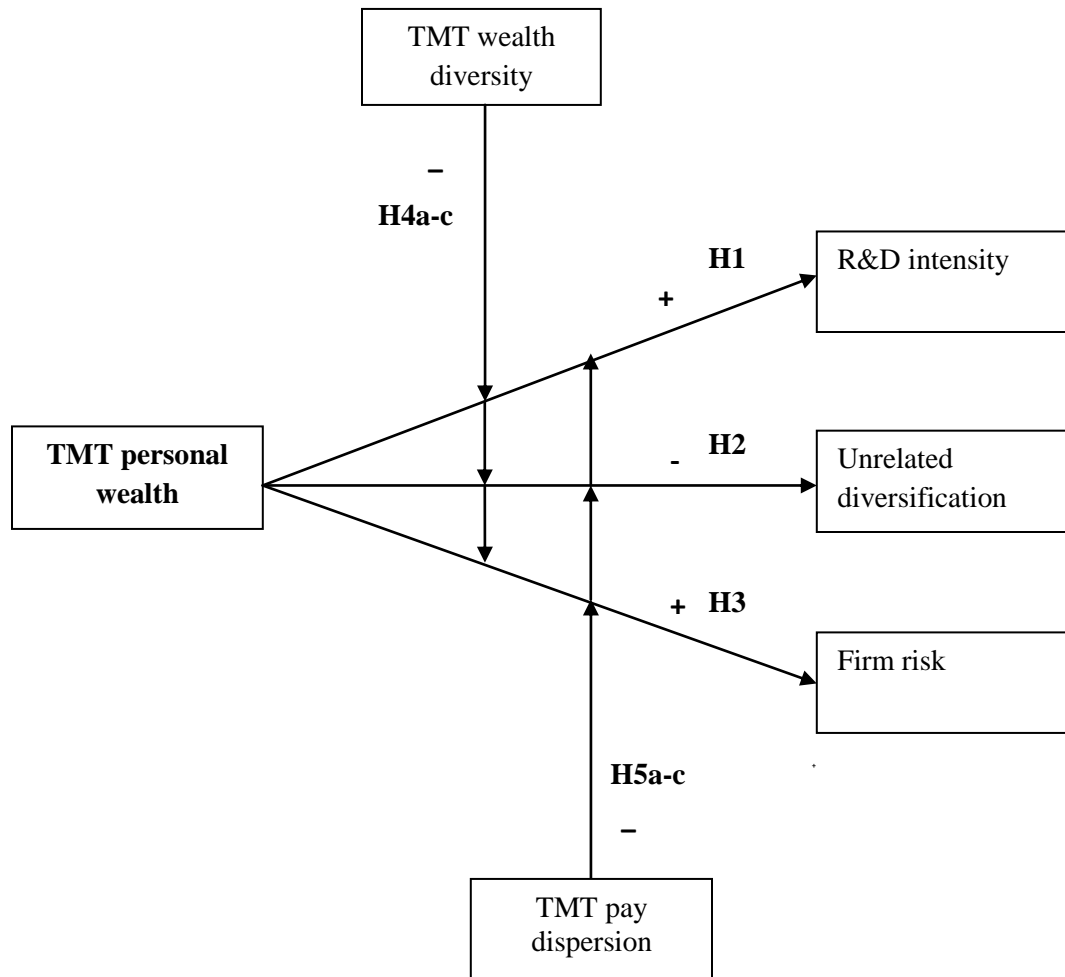 TMT wealth
diversity
–
H4a-c
H1
+
R&D intensity
TMT personal
wealth
H2
-
Unrelated
diversification
H3
+
Firm risk
+
H5a-c
–
TMT pay
dispersion